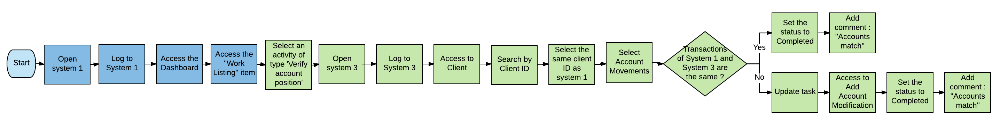 Start
Open
system 1
Log to
System 1
Access the
Dashboard
Access the
"Work
Listing" item
Select an
activity of
type 'Verify
account
position'
Open
system 3
Log to
System 3
Access to
Client
Search by
Client ID
Select the
same client
ID as
system 1
Select
Account
Movements
Transactions
of System 1 and
System 3 are
the same ?
Yes
Set the
status to
Completed
Add
comment :
"Accounts
match"
No
Update task
Access to
Add
Account
Modification
Set the
status to
Completed
Add
comment :
"Accounts
match"